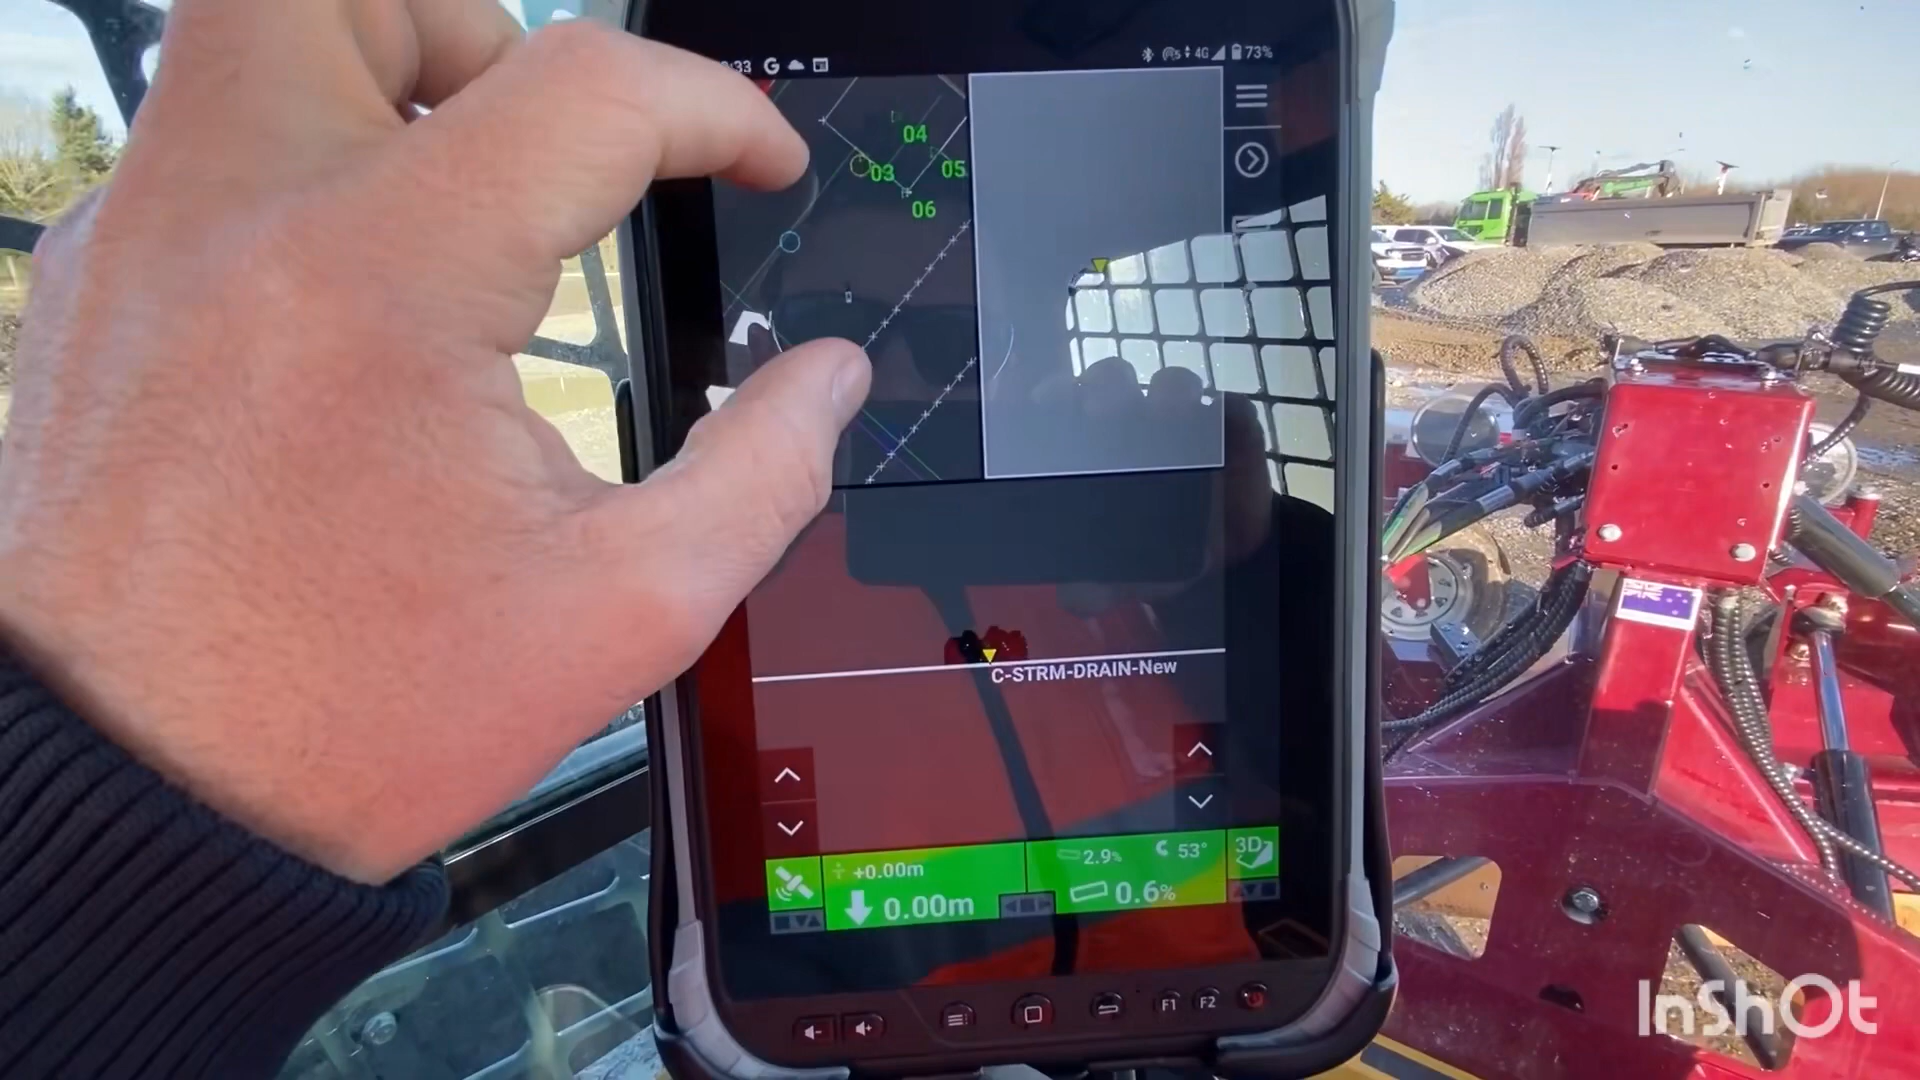 :33 G 4G 73%
04
03
05
06
C-STRM-DRAIN-New
+0.00m
2.9%
53°
3D
0.00m
0.6%
F1
F2
InShOt